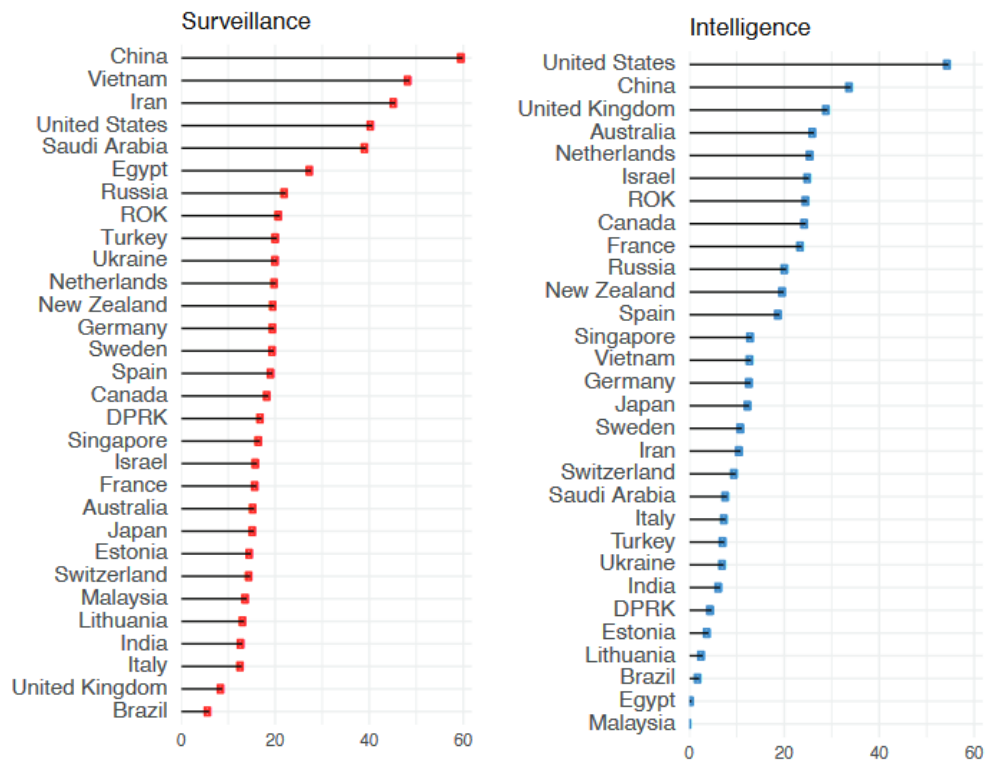 Surveillance
China
Vietnam
Iran
United States
Saudi Arabia
Egypt
Russia
ROK
Turkey
Ukraine
Netherlands
New Zealand
Germany
Sweden
Spain
Canada
DPRK
Singapore
Israel
France
Australia
Japan
Estonia
Switzerland
Malaysia
Lithuania
India
Italy
United Kingdom
Brazil
0 20 40 60
Intelligence
United States
China
United Kingdom
Australia
Netherlands
Israel
ROK
Canada
France
Russia
New Zealand
Spain
Singapore
Vietnam
Germany
Japan
Sweden
Iran
Switzerland
Saudi Arabia
Italy
Turkey
Ukraine
India
DPRK
Estonia
Lithuania
Brazil
Egypt
Malaysia
0 20 40 60